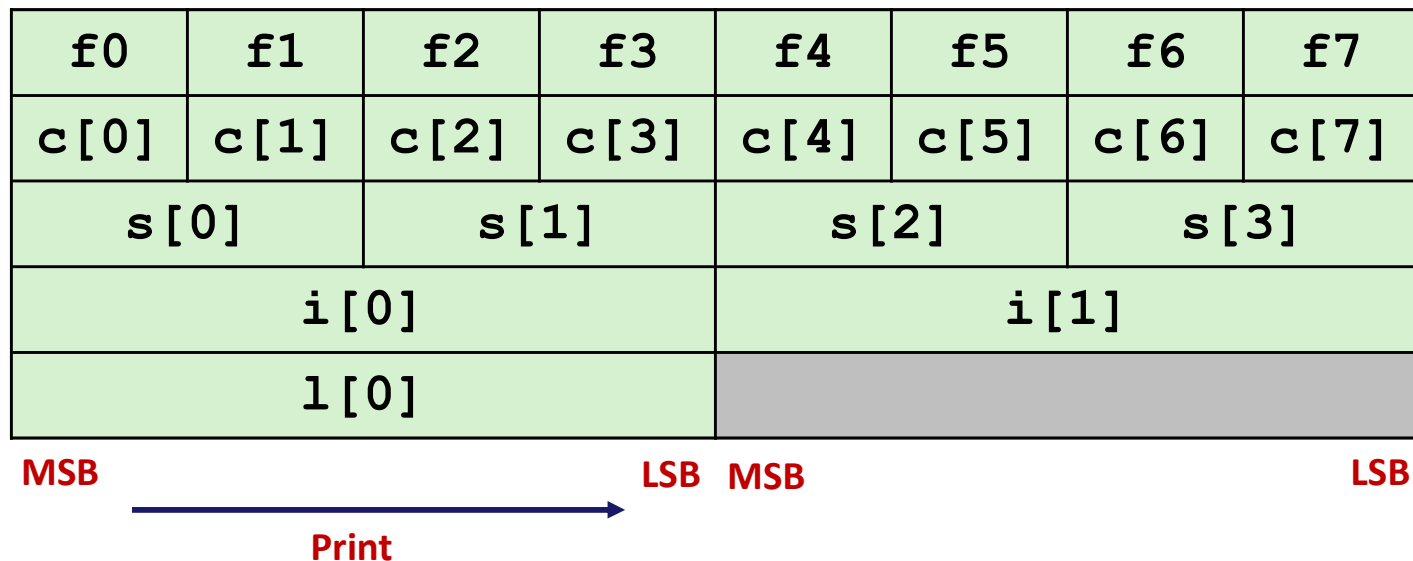 f0 f1 f2 f3 f4 f5 f6 f7
c[0] c[1] c[2] c[3] c[4] c[5] c[6] c[7]
s[0] s[1] s[2] s[3]
i[0] i[1]
l[0]
MSB LSB MSB LSB
Print